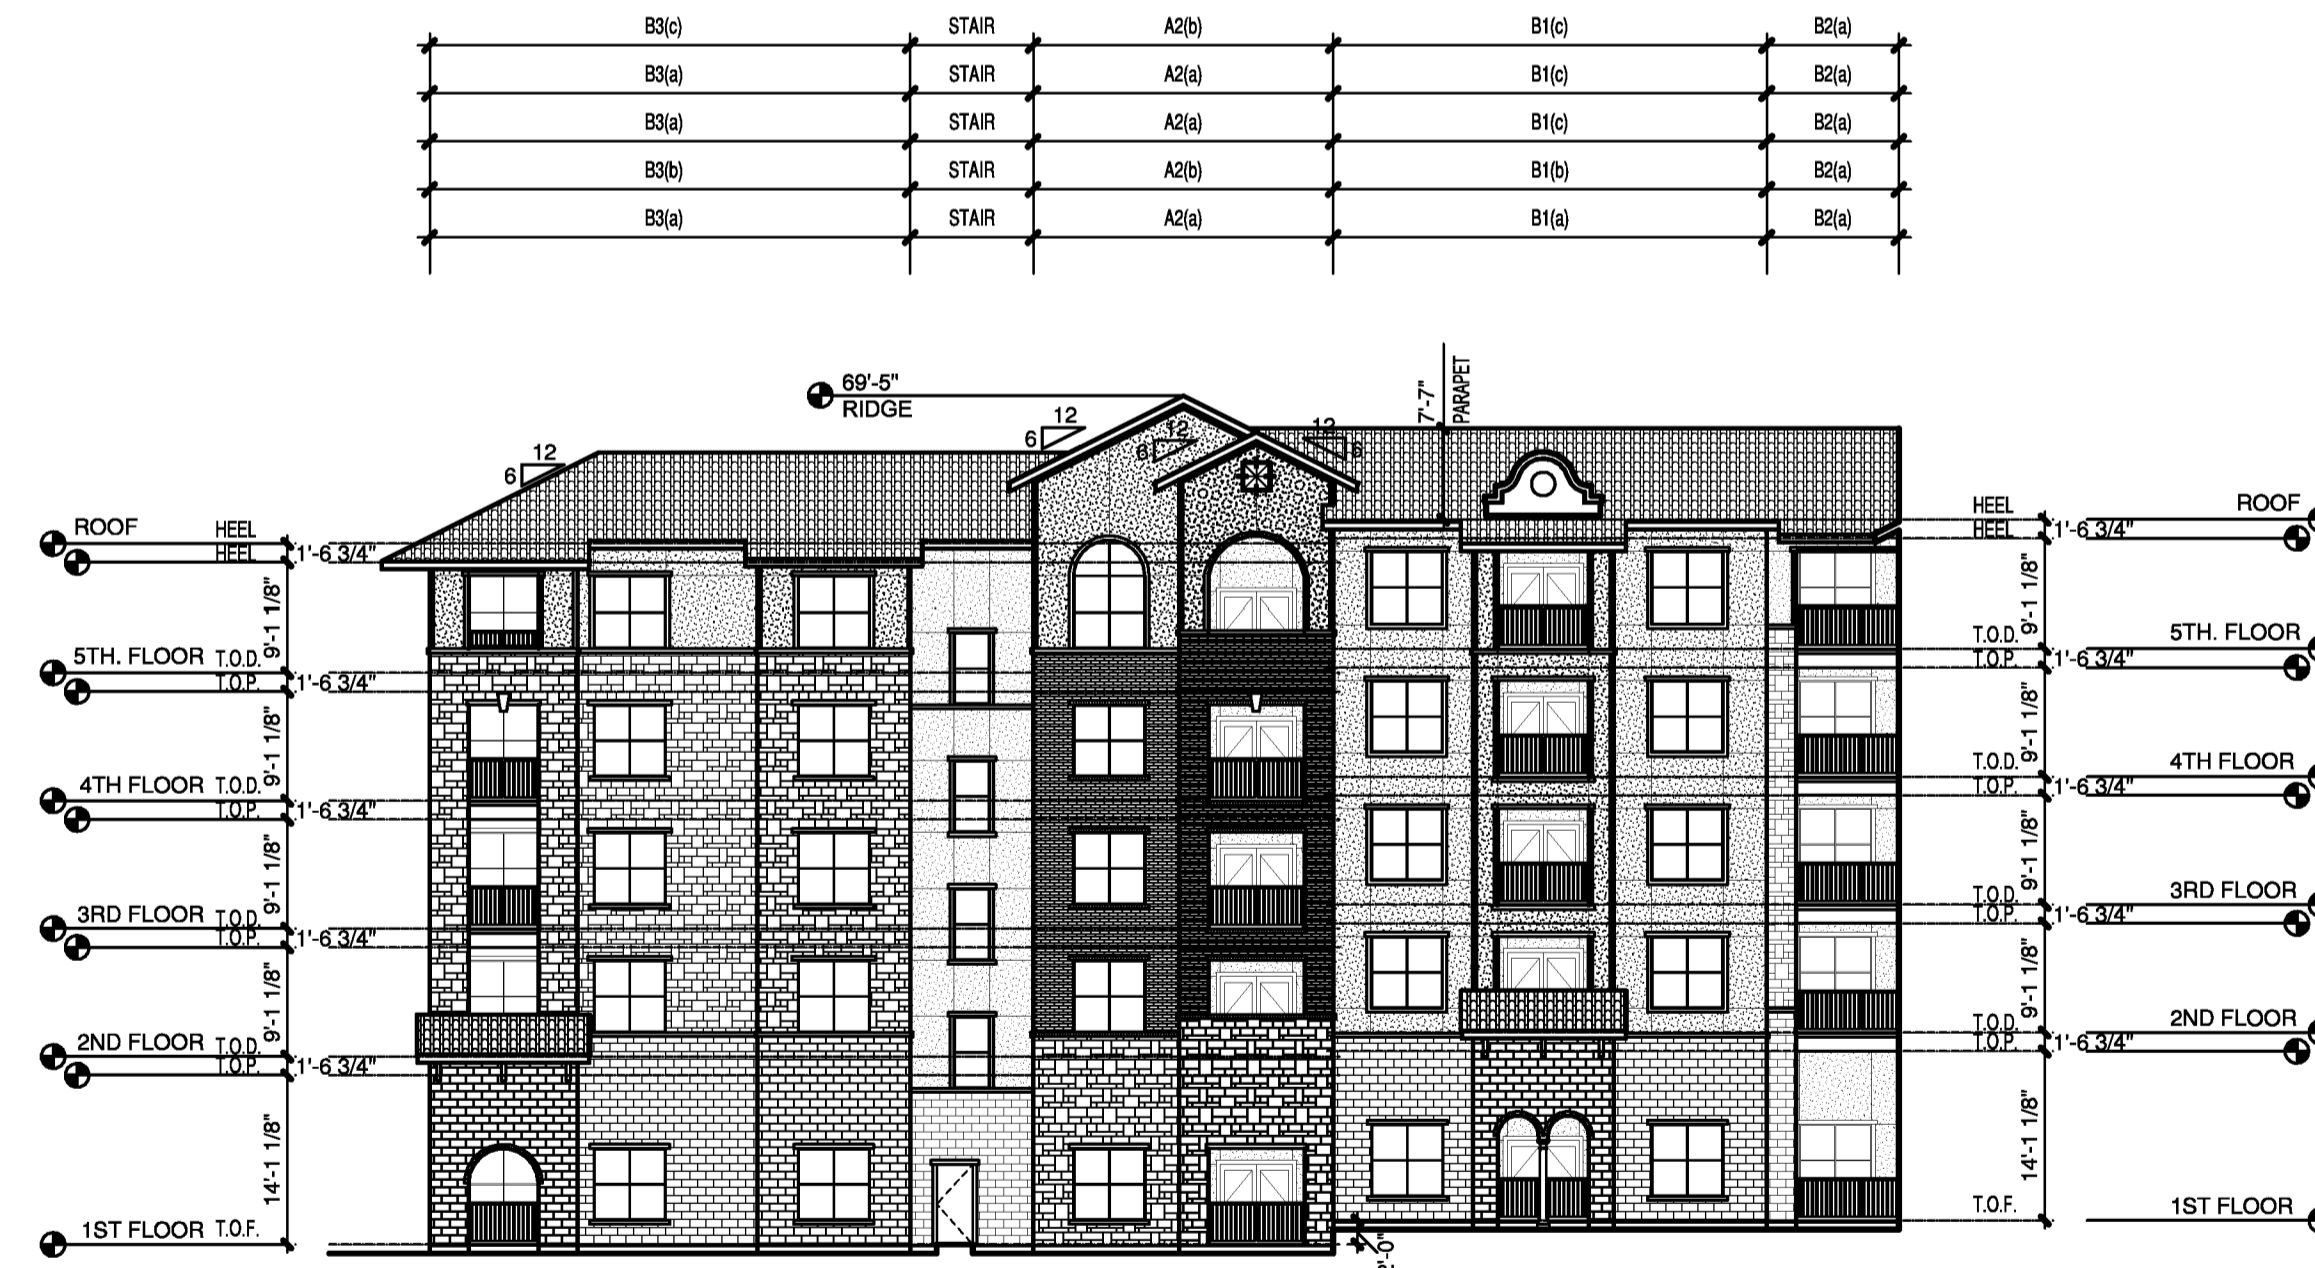 B3(c) STAIR A2(b) B1(c) B2(a)
B3(a) STAIR A2(a) B1(c) B2(a)
B3(a) STAIR A2(a) B1(c) B2(a)
B3(b) STAIR A2(b) B1(b) B2(a)
B3(a) STAIR A2(a) B1(a) B2(a)
69'-5"
RIDGE
7'-7"
PARAPET
12
6
12
6
12
6
12
6
ROOF HEEL
HEEL 1'-6 3/4"
9'-1 1/8"
5TH. FLOOR T.O.D.
T.O.P. 1'-6 3/4"
9'-1 1/8"
4TH FLOOR T.O.D.
T.O.P. 1'-6 3/4"
9'-1 1/8"
3RD FLOOR T.O.D.
T.O.P. 1'-6 3/4"
9'-1 1/8"
2ND FLOOR T.O.D.
T.O.P. 1'-6 3/4"
14'-1 1/8"
1ST FLOOR T.O.F.
HEEL ROOF
HEEL 1'-6 3/4"
9'-1 1/8"
T.O.D. 5TH. FLOOR
T.O.P. 1'-6 3/4"
9'-1 1/8"
T.O.D. 4TH FLOOR
T.O.P. 1'-6 3/4"
9'-1 1/8"
T.O.D. 3RD FLOOR
T.O.P. 1'-6 3/4"
9'-1 1/8"
T.O.D. 2ND FLOOR
T.O.P. 1'-6 3/4"
14'-1 1/8"
T.O.F. 1ST FLOOR